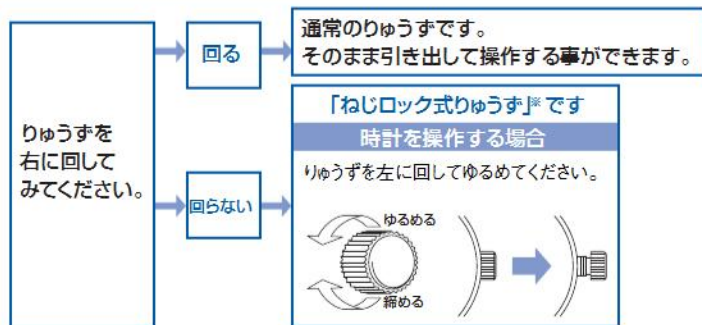 りゅうずを
右に回して
みてください。
回る
通常のりゅうずです。
そのまま引き出して操作する事ができます。
回らない
「ねじロック式りゅうず」※です
時計を操作する場合
りゅうずを左に回してゆるめてください。
ゆるめる
締める